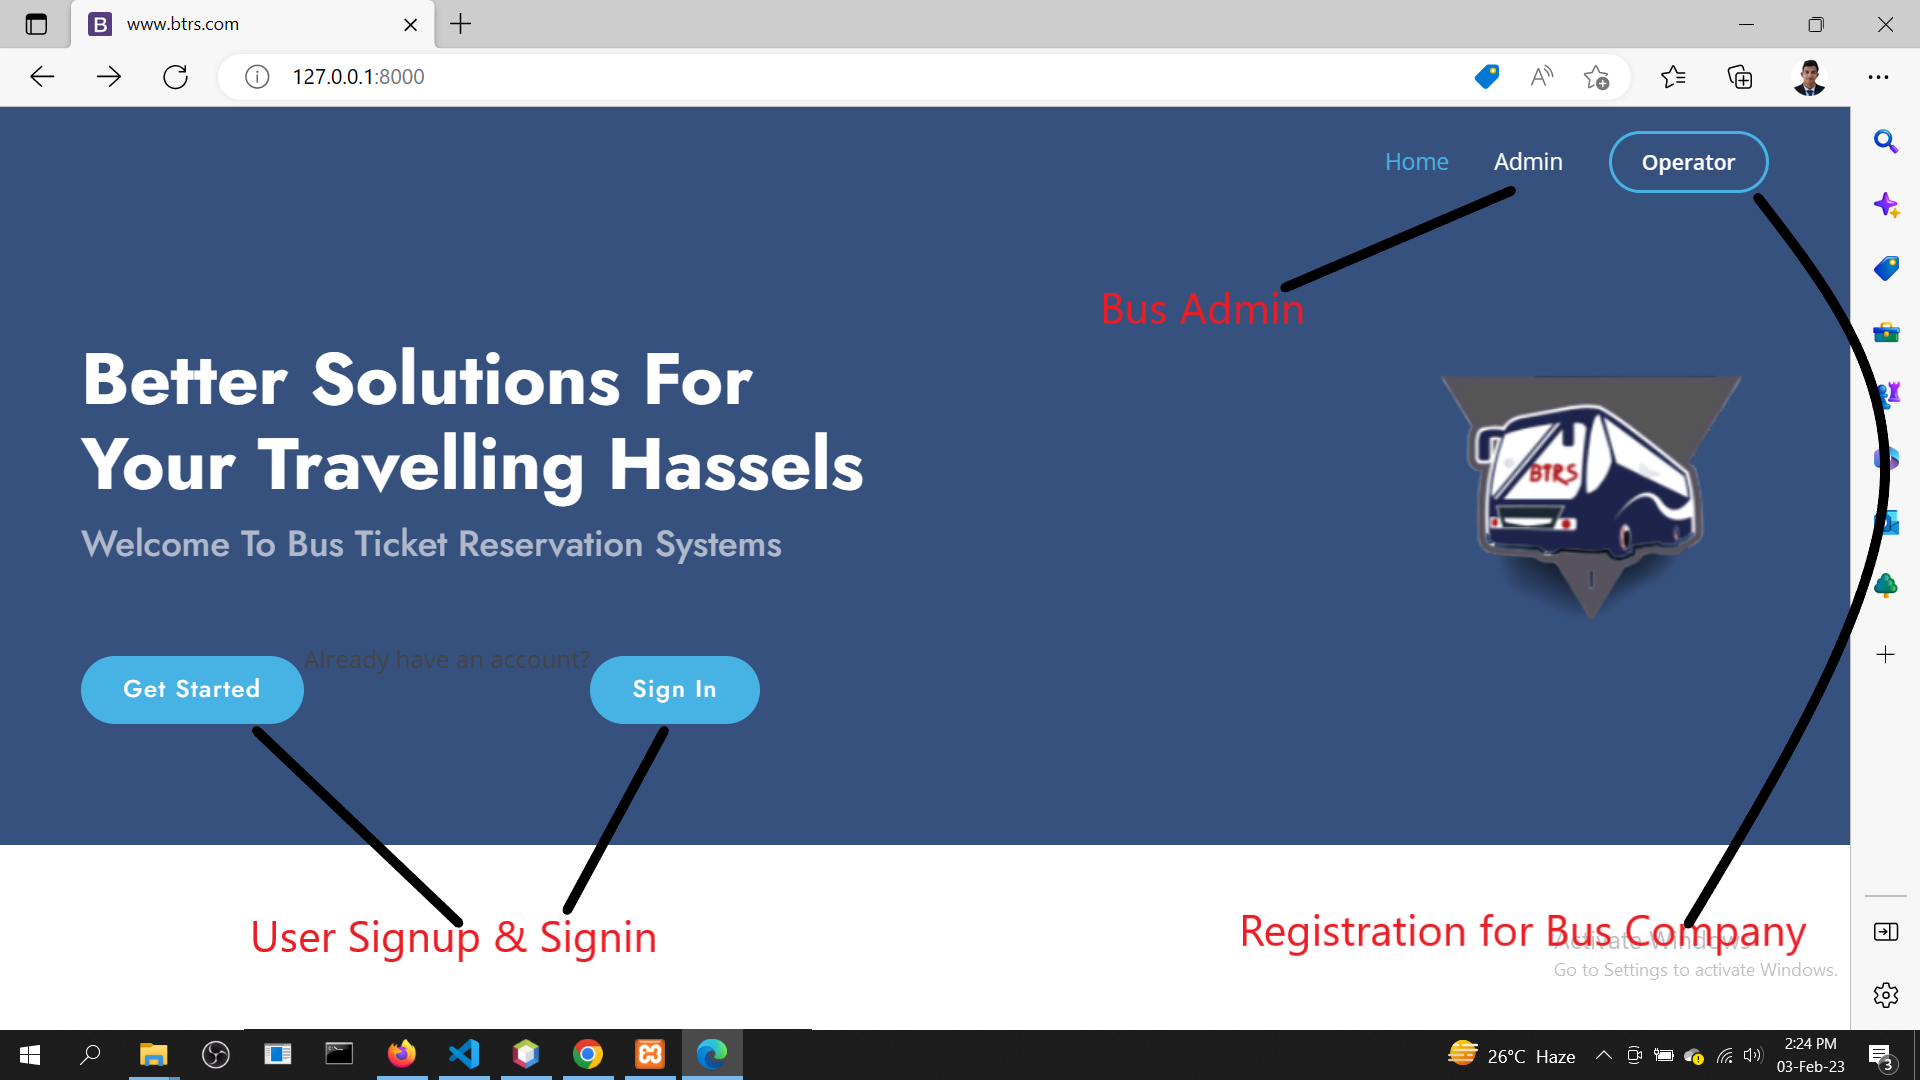 www.btrs.com
127.0.0.1:8000
Home Admin Operator
Bus Admin
Better Solutions For
Your Travelling Hassels
Welcome To Bus Ticket Reservation Systems
BTRS
Already have an account?
Get Started Sign In
User Signup & Signin
Registration for Bus Company
Activate Windows
Go to Settings to activate Windows.
26°C Haze
2:24 PM
03-Feb-23
3